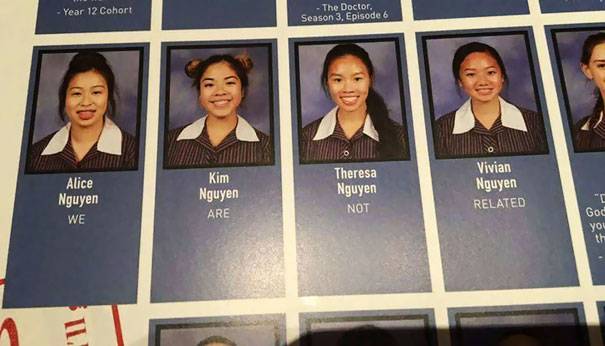 - Year 12 Cohort
- The Doctor,
Season 3, Episode 6
Alice
Nguyen
WE
Kim
Nguyen
ARE
Theresa
Nguyen
NOT
Vivian
Nguyen
RELATED